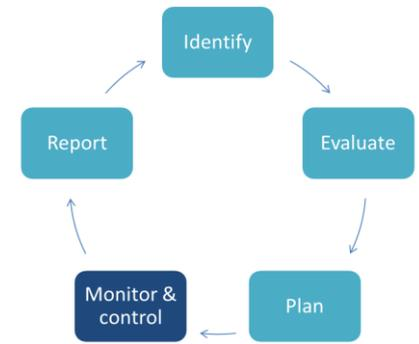 Identify
Evaluate
Plan
Monitor &
control
Report